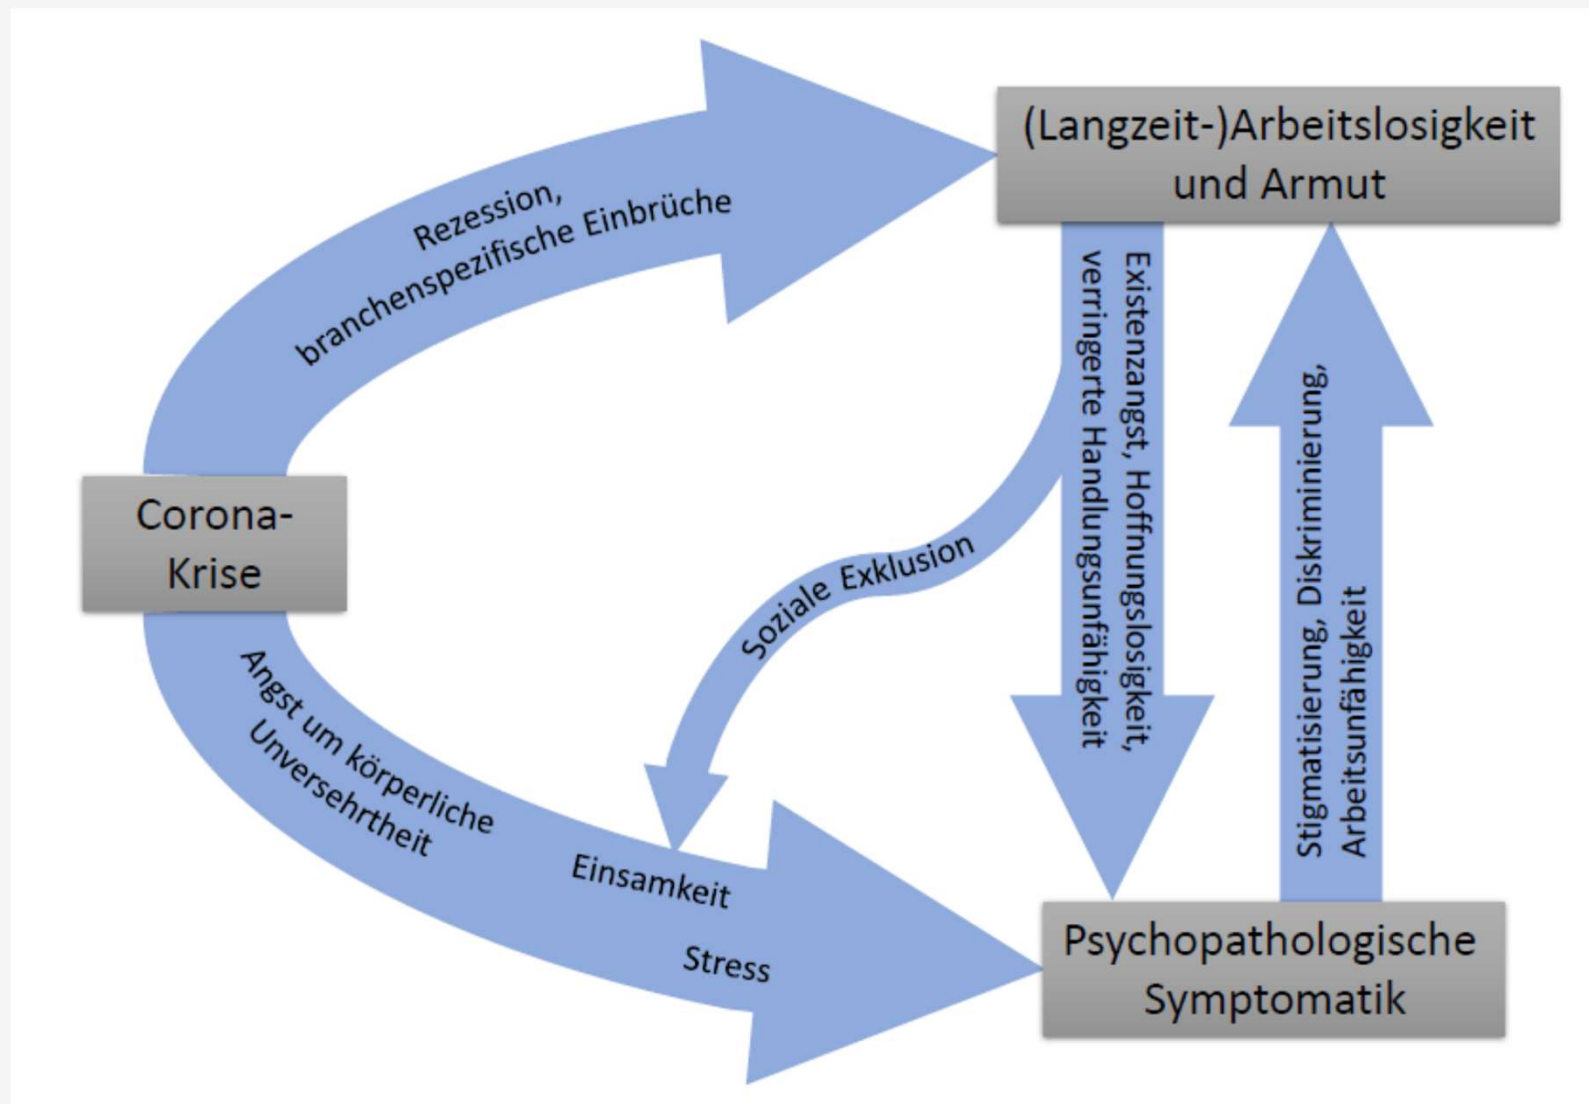 (Langzeit-)Arbeitslosigkeit
und Armut
Rezession,
branchenspezifische Einbrüche
Existenzangst, Hoffnungslosigkeit,
verringerte Handlungsunfähigkeit
Stigmatisierung, Diskriminierung,
Arbeitsunfähigkeit
Corona-
Krise
Soziale Exklusion
Angst um körperliche
Unversehrtheit
Einsamkeit
Stress
Psychopathologische
Symptomatik